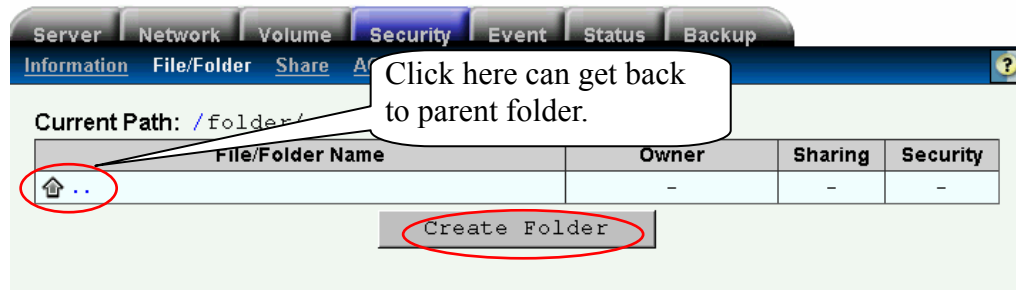 Server Network Volume Security Event Status Backup
Information File/Folder Share
Click here can get back
to parent folder.
Current Path: /folder/
File/Folder Name Owner Sharing Security
.. - - -
Create Folder